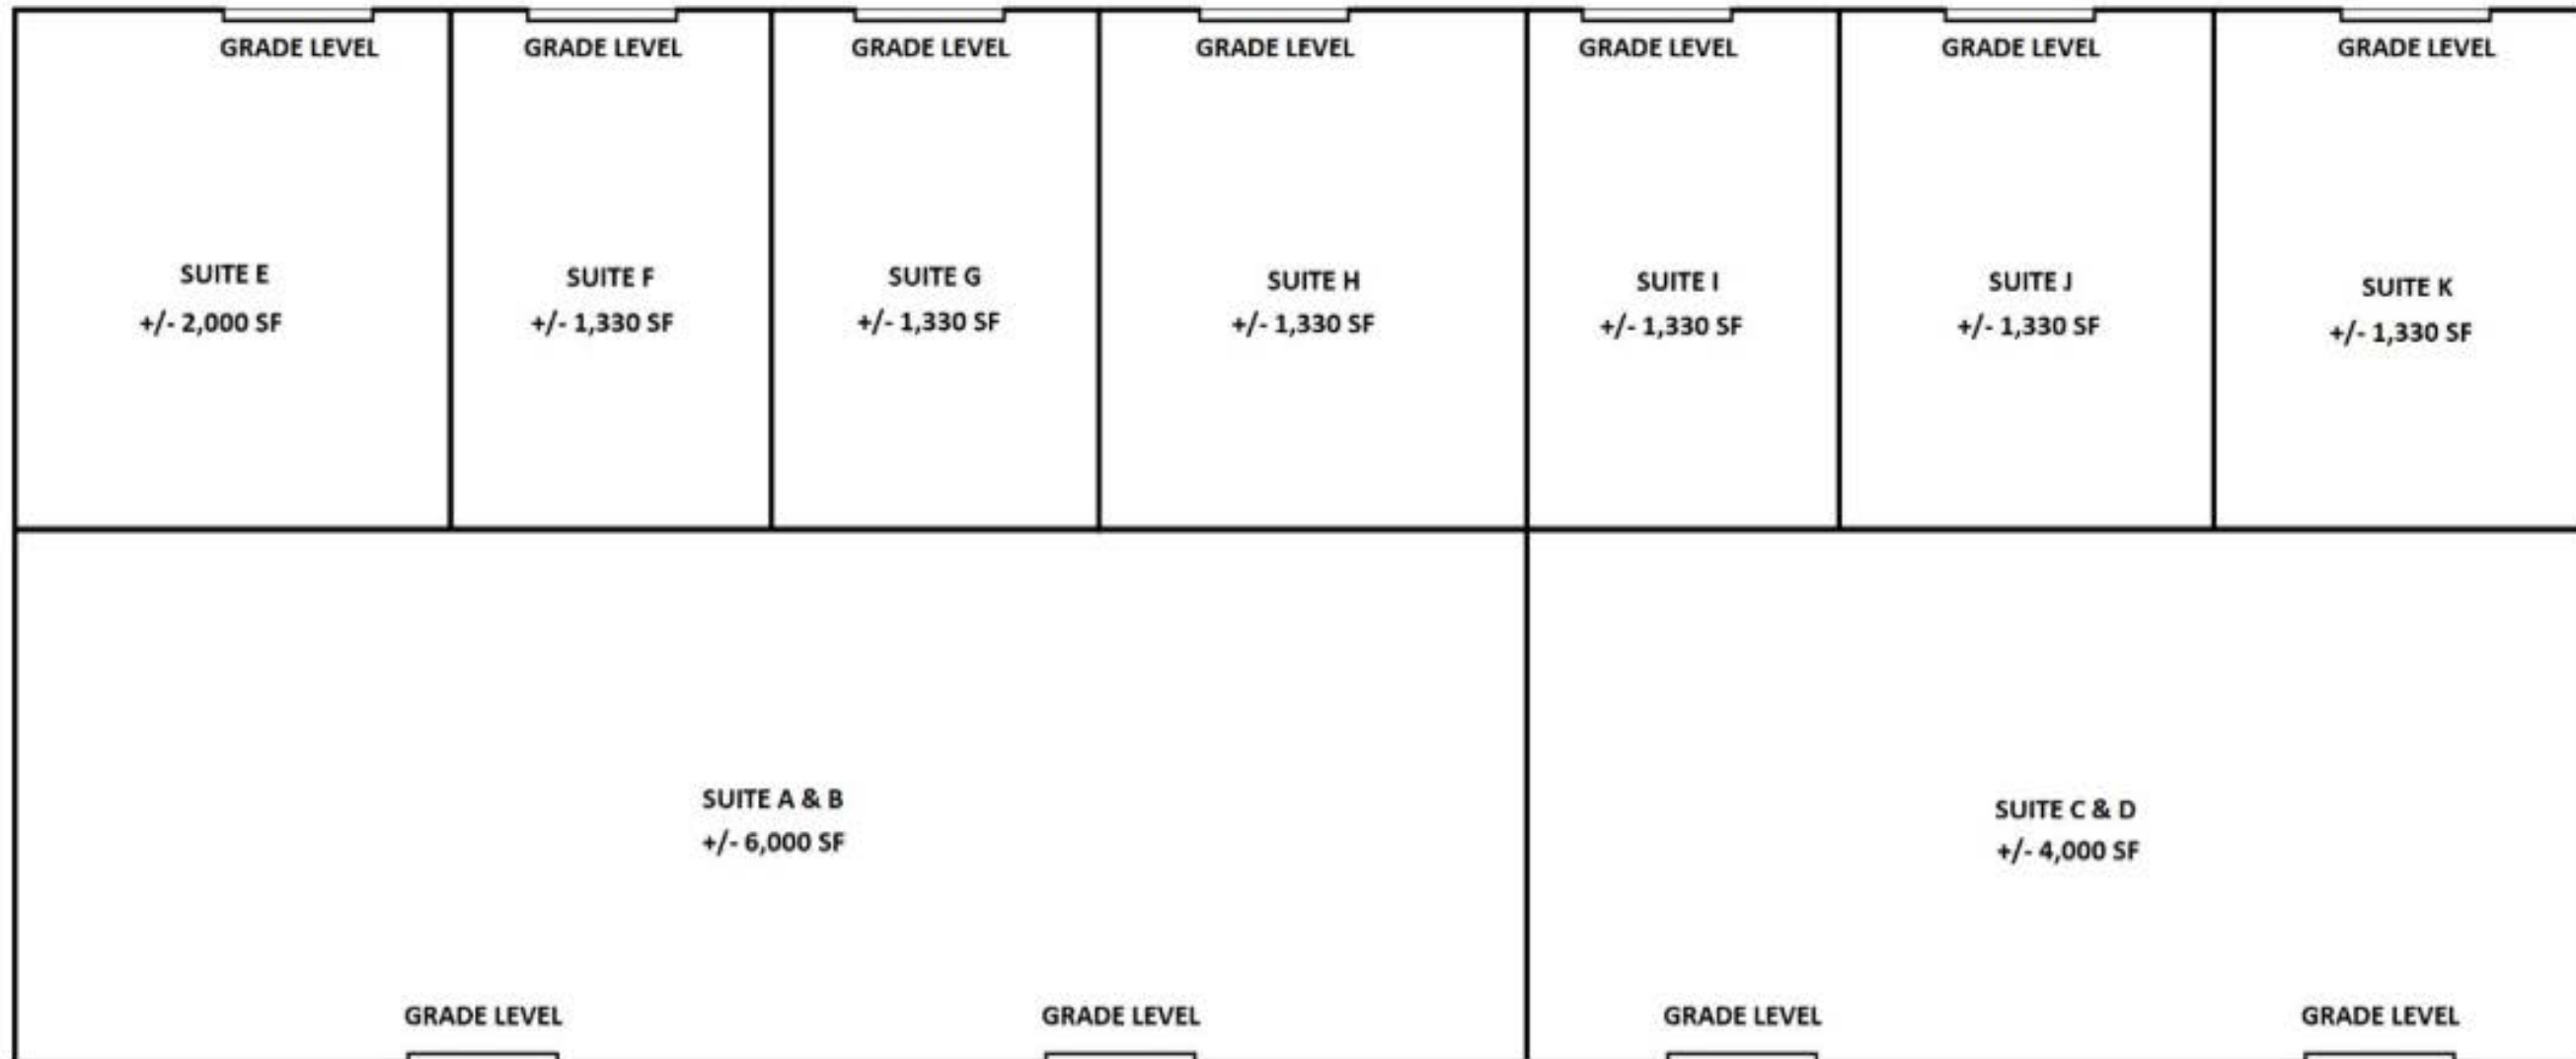 GRADE LEVEL GRADE LEVEL GRADE LEVEL GRADE LEVEL GRADE LEVEL GRADE LEVEL GRADE LEVEL
SUITE E
+/- 2,000 SF
SUITE F
+/- 1,330 SF
SUITE G
+/- 1,330 SF
SUITE H
+/- 1,330 SF
SUITE I
+/- 1,330 SF
SUITE J
+/- 1,330 SF
SUITE K
+/- 1,330 SF
SUITE A & B
+/- 6,000 SF
SUITE C & D
+/- 4,000 SF
GRADE LEVEL GRADE LEVEL GRADE LEVEL GRADE LEVEL